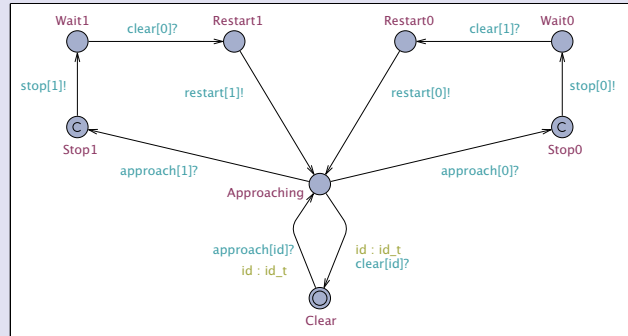 Wait1
clear[0]?
Restart1
Restart0
clear[1]?
Wait0
stop[1]!
restart[1]!
restart[0]!
stop[0]!
C
Stop1
C
Stop0
approach[1]?
approach[0]?
Approaching
approach[id]?
id : id_t
id : id_t
clear[id]?
Clear